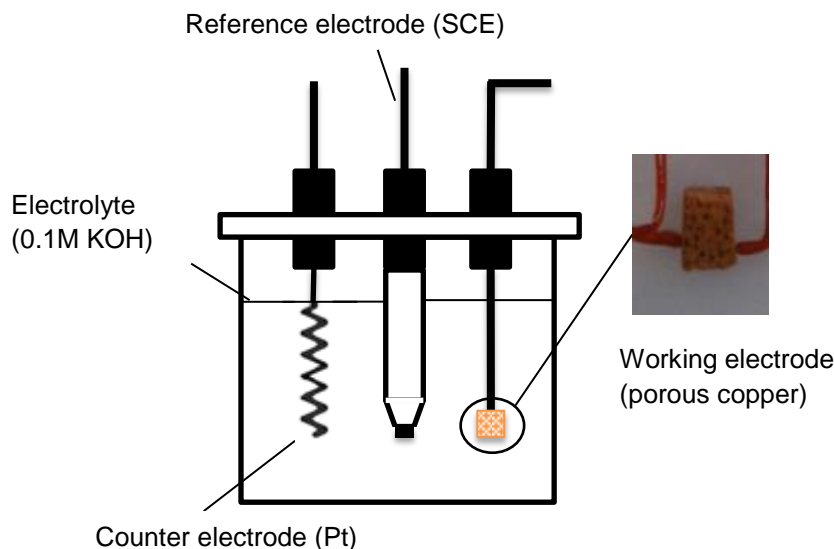 Reference electrode (SCE)
Electrolyte
(0.1M KOH)
Working electrode
(porous copper)
Counter electrode (Pt)